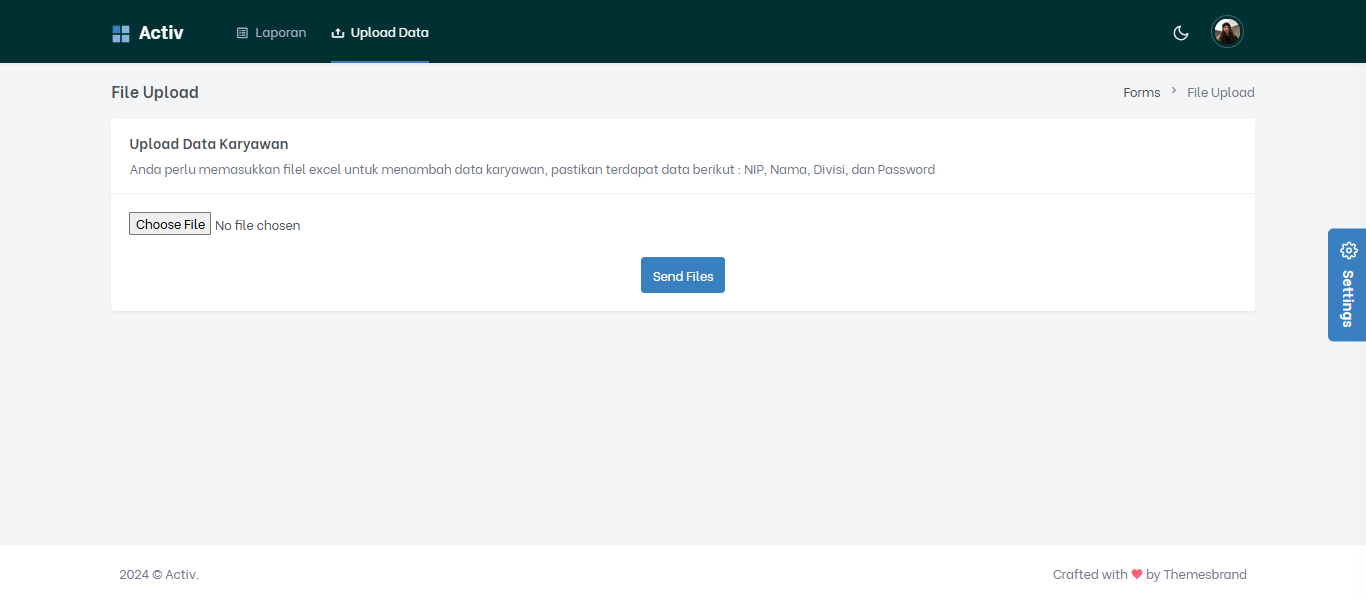 Activ
Laporan
Upload Data
File Upload
Forms > File Upload
Upload Data Karyawan
Anda perlu memasukkan filel excel untuk menambah data karyawan, pastikan terdapat data berikut : NIP, Nama, Divisi, dan Password
Choose File No file chosen
Send Files
Settings
2024 © Activ.
Crafted with ❤ by Themesbrand